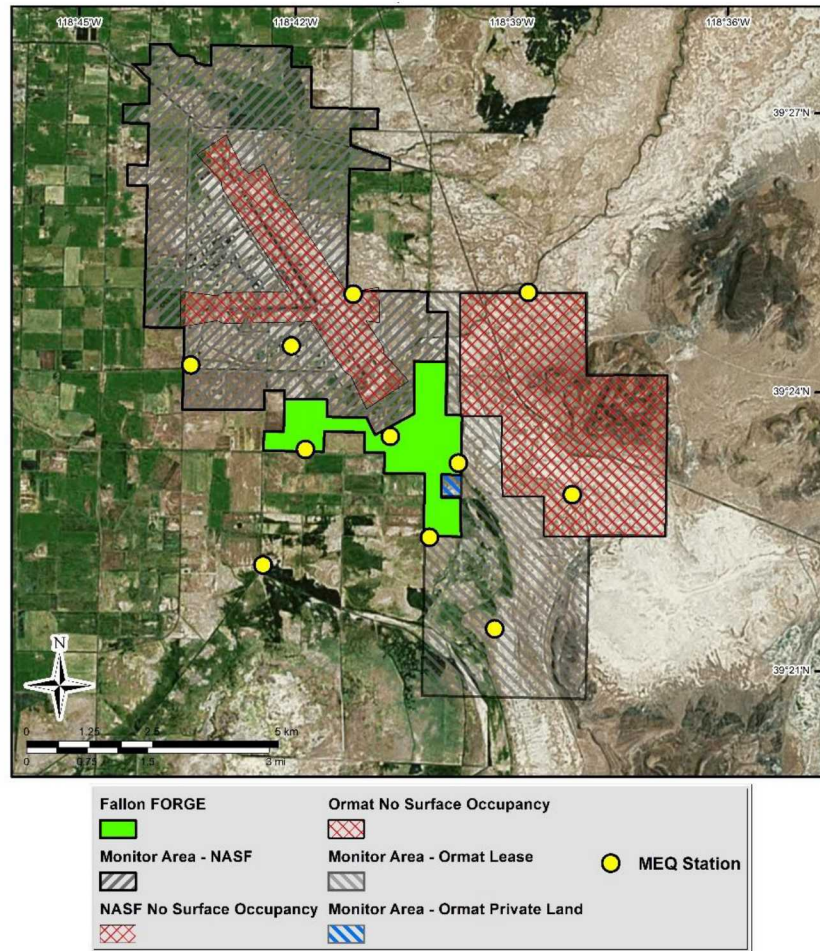 118°45'W 118°42'W 118°39'W 118°36'W
39°27'N
39°24'N
39°21'N
N
0 1.25 2.5 5 km
0 0.75 1.5 3 mi
Fallon FORGE Ormat No Surface Occupancy
Monitor Area - NASF Monitor Area - Ormat Lease MEQ Station
NASF No Surface Occupancy Monitor Area - Ormat Private Land